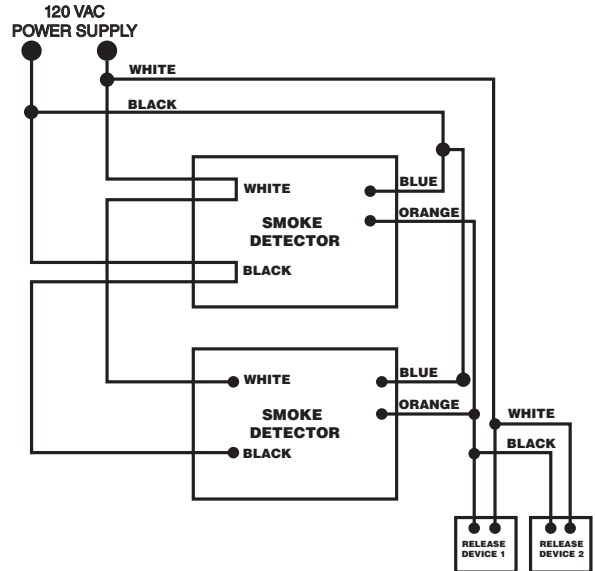 120 VAC
POWER SUPPLY
WHITE
BLACK
WHITE
BLUE
SMOKE
DETECTOR
ORANGE
BLACK
WHITE
BLUE
SMOKE
DETECTOR
ORANGE
WHITE
BLACK
BLACK
RELEASE
DEVICE 1
RELEASE
DEVICE 2